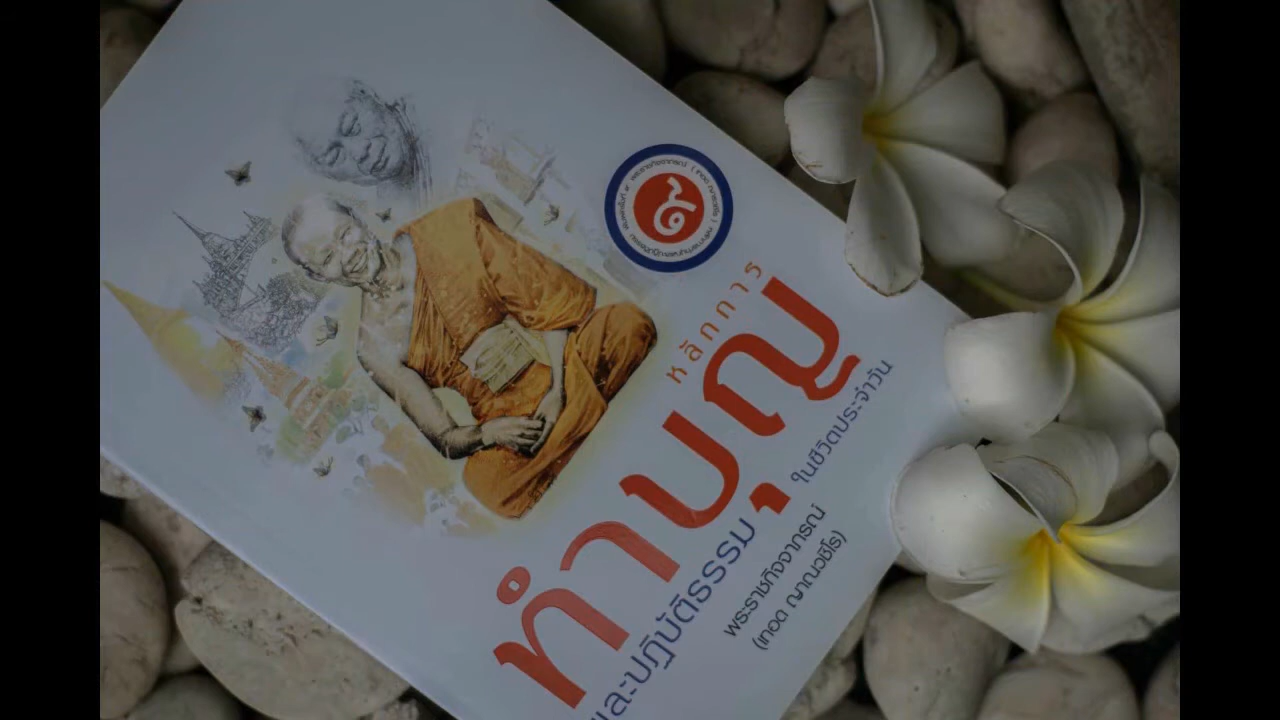 หลักการ
ทำบุญ
และปฏิบัติธรรม
ในชีวิตประจำวัน
พระราชกิจจาภรณ์
(เทอด ญาณวชิโร)
๙